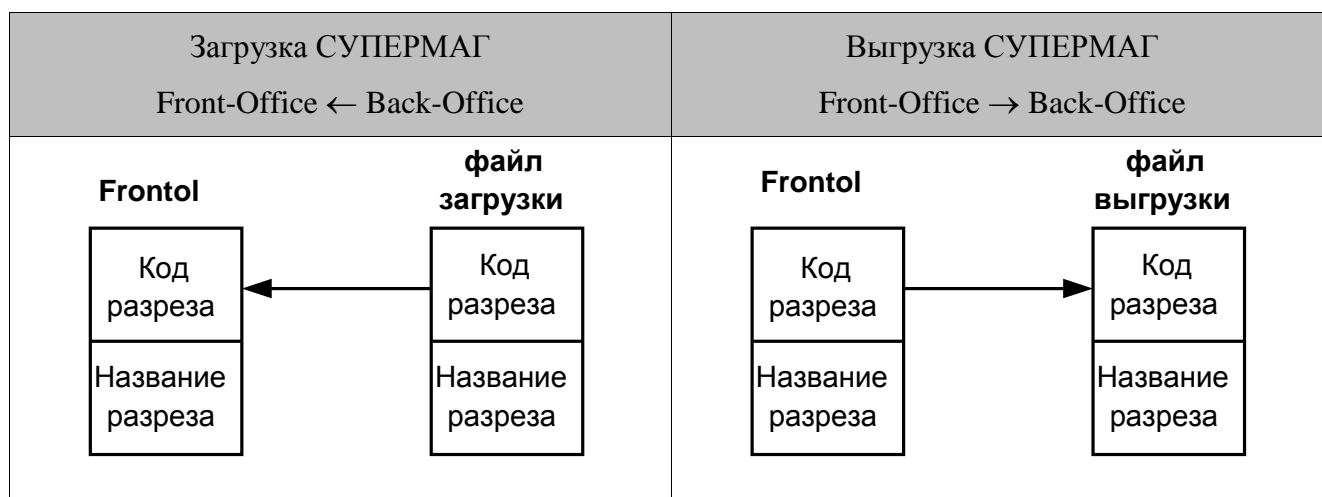 Загрузка СУПЕРМАГ
Front-Office ← Back-Office
Выгрузка СУПЕРМАГ
Front-Office → Back-Office
Frontol
файл
загрузки
Код
разреза
Название
разреза
Код
разреза
Название
разреза
Frontol
файл
выгрузки
Код
разреза
Название
разреза
Код
разреза
Название
разреза